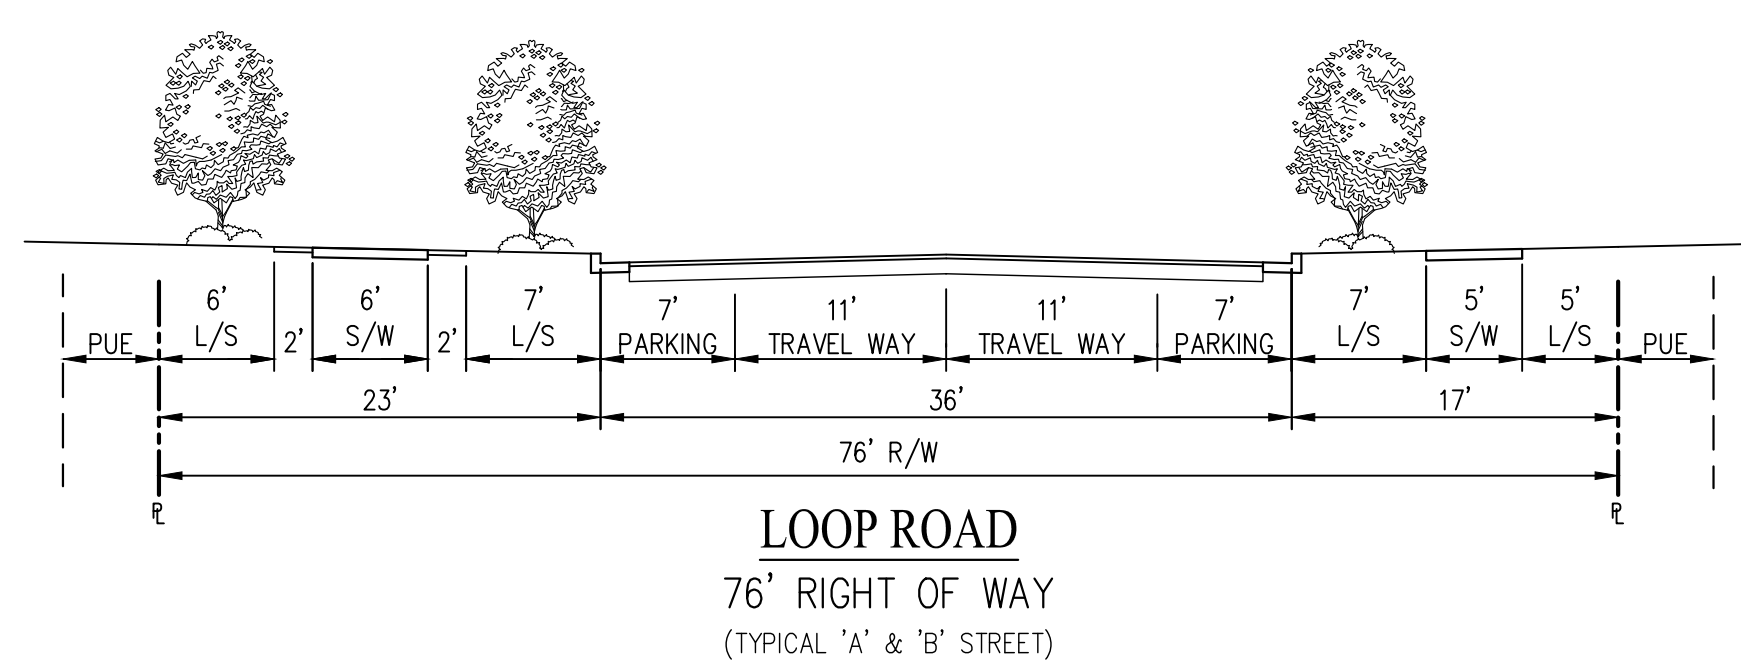 6' 6' 7' 7' 11' 11' 7' 7' 5' 5'
PUE L/S 2' S/W 2' L/S PARKING TRAVEL WAY TRAVEL WAY PARKING L/S S/W L/S PUE
23' 36' 17'
76' R/W
PL PL
LOOP ROAD
76' RIGHT OF WAY
(TYPICAL 'A' & 'B' STREET)